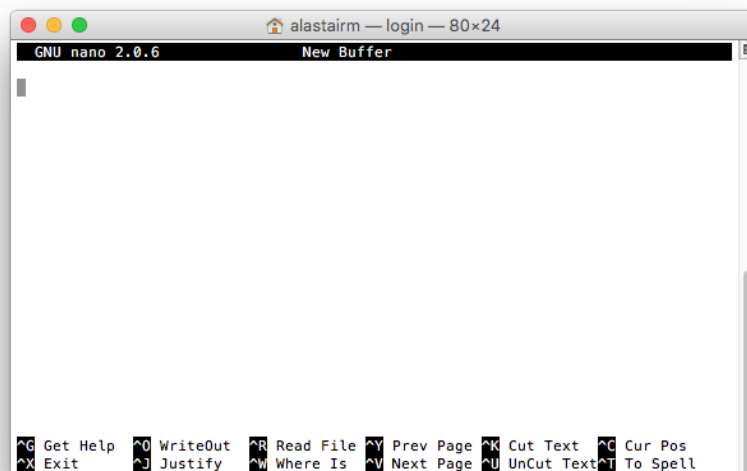 alastairm — login — 80×24
GNU nano 2.0.6 New Buffer
^G Get Help ^O WriteOut ^R Read File ^Y Prev Page ^K Cut Text ^C Cur Pos
^X Exit ^J Justify ^W Where Is ^V Next Page ^U UnCut Text ^T To Spell